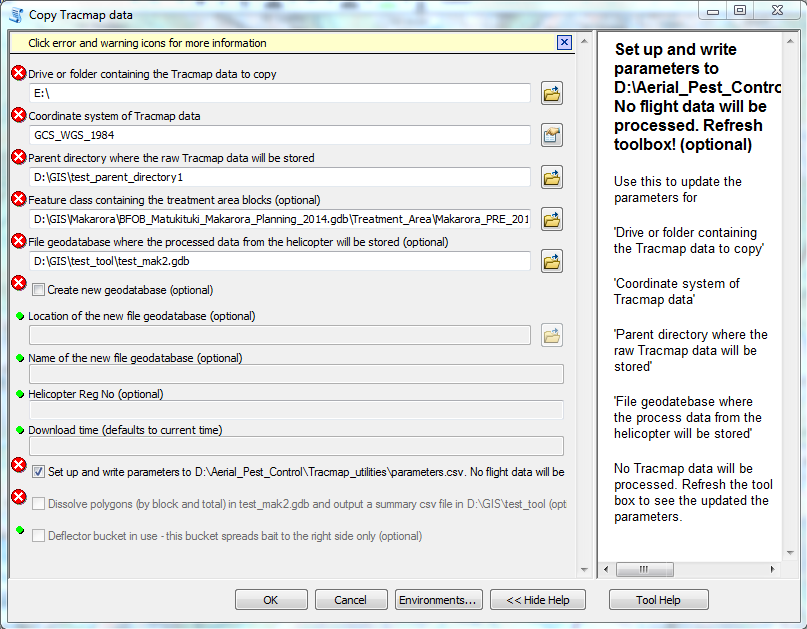 Copy Tracmap data
Click error and warning icons for more information
Drive or folder containing the Tracmap data to copy
E:\
Coordinate system of Tracmap data
GCS_WGS_1984
Parent directory where the raw Tracmap data will be stored
D:\GIS\test_parent_directory1
Feature class containing the treatment area blocks (optional)
D:\GIS\Makarora\BFOB_Matukituki_Makarora_Planning_2014.gdb\Treatment_Area\Makarora_PRE_201
File geodatabase where the processed data from the helicopter will be stored (optional)
D:\GIS\test_tool\test_mak2.gdb
Create new geodatabase (optional)
Location of the new file geodatabase (optional)
Name of the new file geodatabase (optional)
Helicopter Reg No (optional)
Download time (defaults to current time)
Set up and write parameters to D:\Aerial_Pest_Control\Tracmap_utilities\parameters.csv. No flight data will be
Dissolve polygons (by block and total) in test_mak2.gdb and output a summary csv file in D:\GIS\test_tool (opt
Deflector bucket in use - this bucket spreads bait to the right side only (optional)
OK
Cancel
Environments...
<< Hide Help
Set up and write
parameters to
D:\Aerial_Pest_Contro
No flight data will be
processed. Refresh
toolbox! (optional)
Use this to update the
parameters for
'Drive or folder containing
the Tracmap data to copy'
'Coordinate system of
Tracmap data'
'Parent directory where the
raw Tracmap data will be
stored'
'File geodatebase where
the process data from the
helicopter will be stored'
No Tracmap data will be
processed. Refresh the tool
box to see the updated the
parameters.
Tool Help